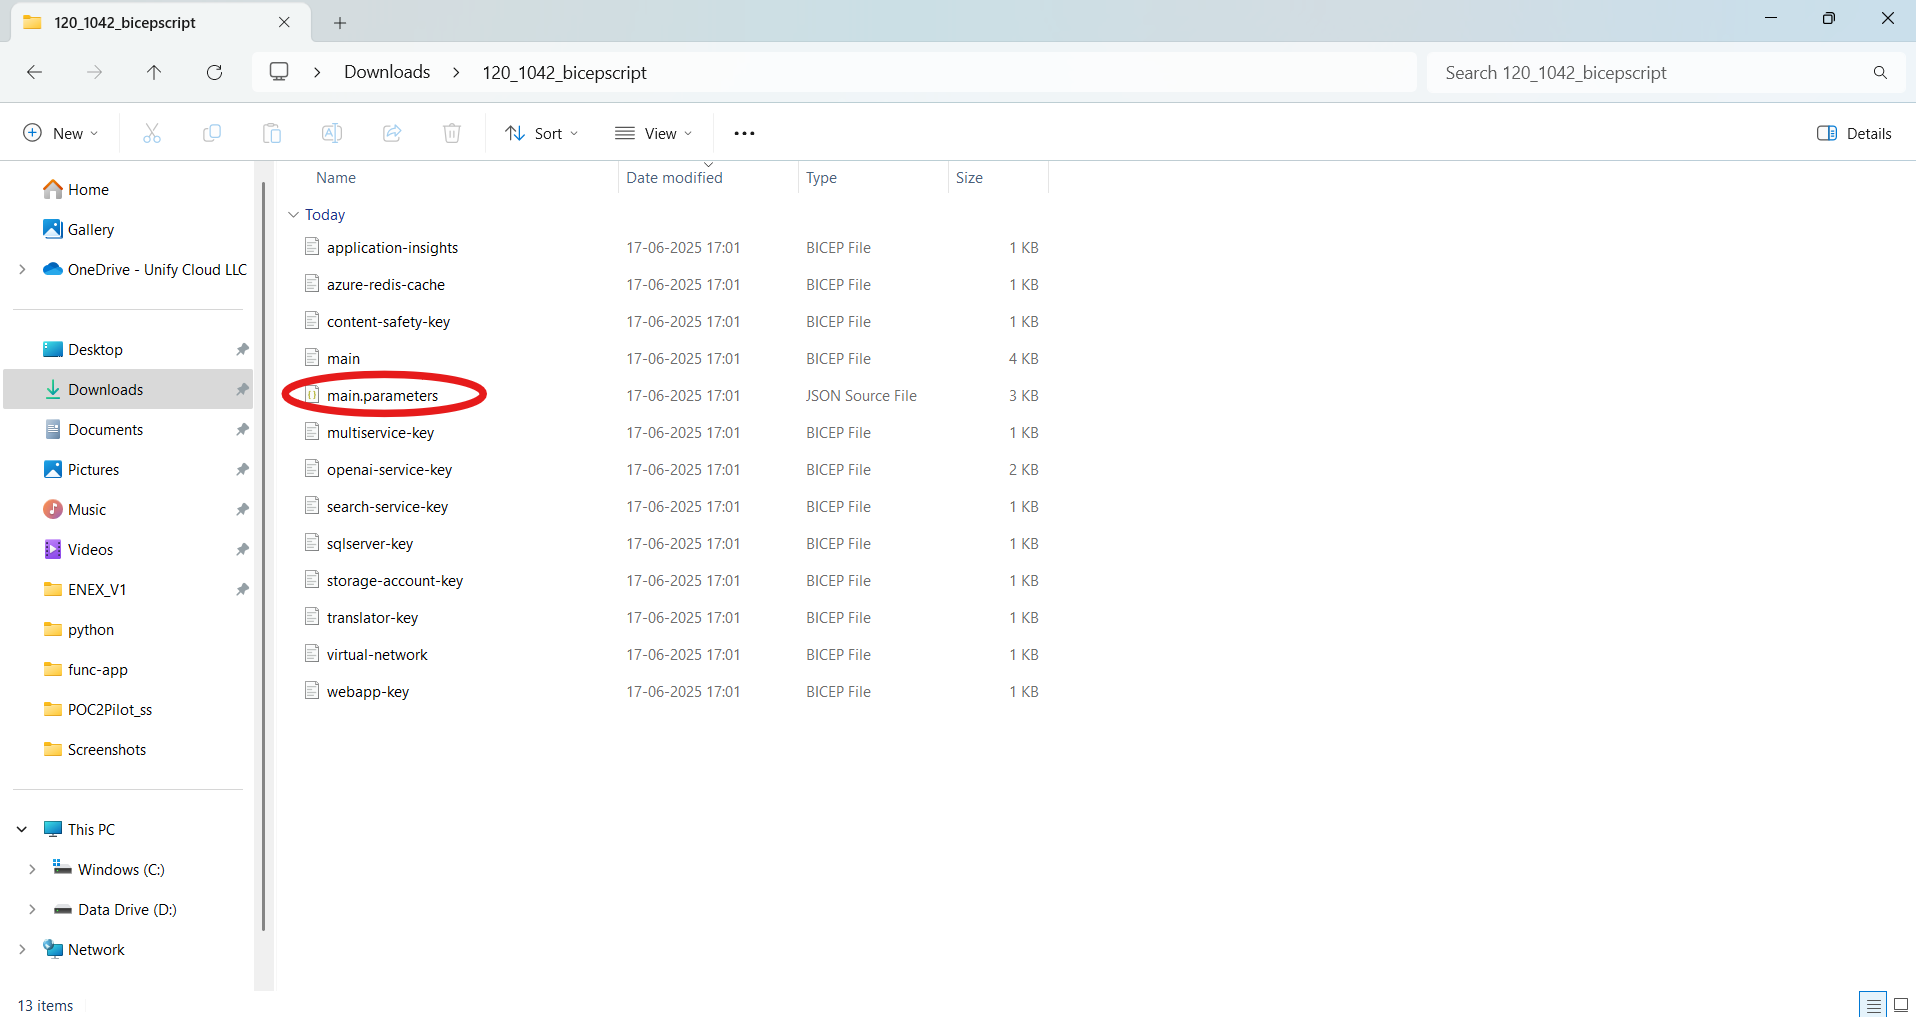 120_1042_bicepscript
Downloads > 120_1042_bicepscript
Search 120_1042_bicepscript
New
Sort
View
Details
Home
Gallery
OneDrive - Unify Cloud LLC
Desktop
Downloads
Documents
Pictures
Music
Videos
ENEX_V1
python
func-app
POC2Pilot_ss
Screenshots
This PC
Windows (C:)
Data Drive (D:)
Network
Name Date modified Type Size
Today
application-insights 17-06-2025 17:01 BICEP File 1 KB
azure-redis-cache 17-06-2025 17:01 BICEP File 1 KB
content-safety-key 17-06-2025 17:01 BICEP File 1 KB
main 17-06-2025 17:01 BICEP File 4 KB
main.parameters 17-06-2025 17:01 JSON Source File 3 KB
multiservice-key 17-06-2025 17:01 BICEP File 1 KB
openai-service-key 17-06-2025 17:01 BICEP File 2 KB
search-service-key 17-06-2025 17:01 BICEP File 1 KB
sqlserver-key 17-06-2025 17:01 BICEP File 1 KB
storage-account-key 17-06-2025 17:01 BICEP File 1 KB
translator-key 17-06-2025 17:01 BICEP File 1 KB
virtual-network 17-06-2025 17:01 BICEP File 1 KB
webapp-key 17-06-2025 17:01 BICEP File 1 KB
13 items